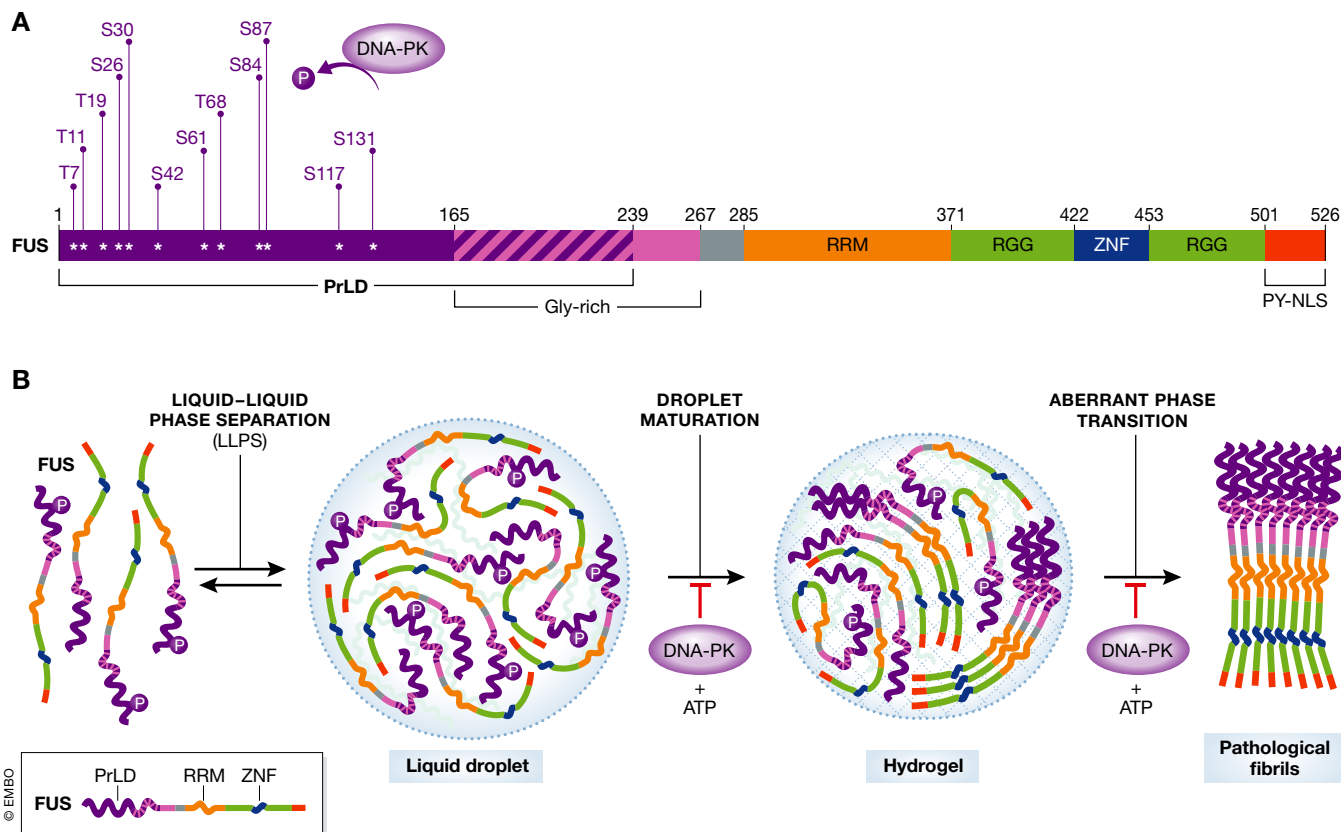 A
S30
S87
DNA-PK
P
S26
S84
T19
T68
T11
S61
S131
T7
S42
S117
1
165
239
267
285
371
422
453
501
526
FUS
** * ** * * * ** * *
RRM
RGG
ZNF
RGG
PrLD
Gly-rich
PY-NLS
B
LIQUID–LIQUID
PHASE SEPARATION
(LLPS)
DROPLET
MATURATION
ABERRANT PHASE
TRANSITION
FUS
P
P
P
P
P
P
P
P
P
P
P
P
P
P
DNA-PK
+
ATP
DNA-PK
+
ATP
Liquid droplet
Hydrogel
Pathological
fibrils
PrLD
RRM
ZNF
FUS
© EMBO